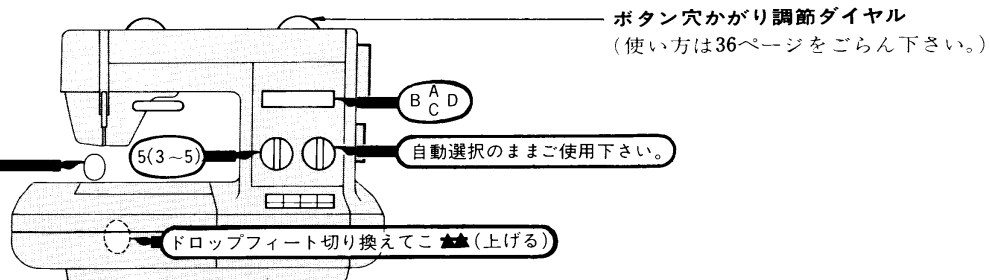 ボタン穴かがり調節ダイヤル
(使い方は36ページをごらん下さい。)
A
B D
C
5(3〜5)
自動選択のままご使用下さい。
ドロップフィート切り換えてこ (上げる)